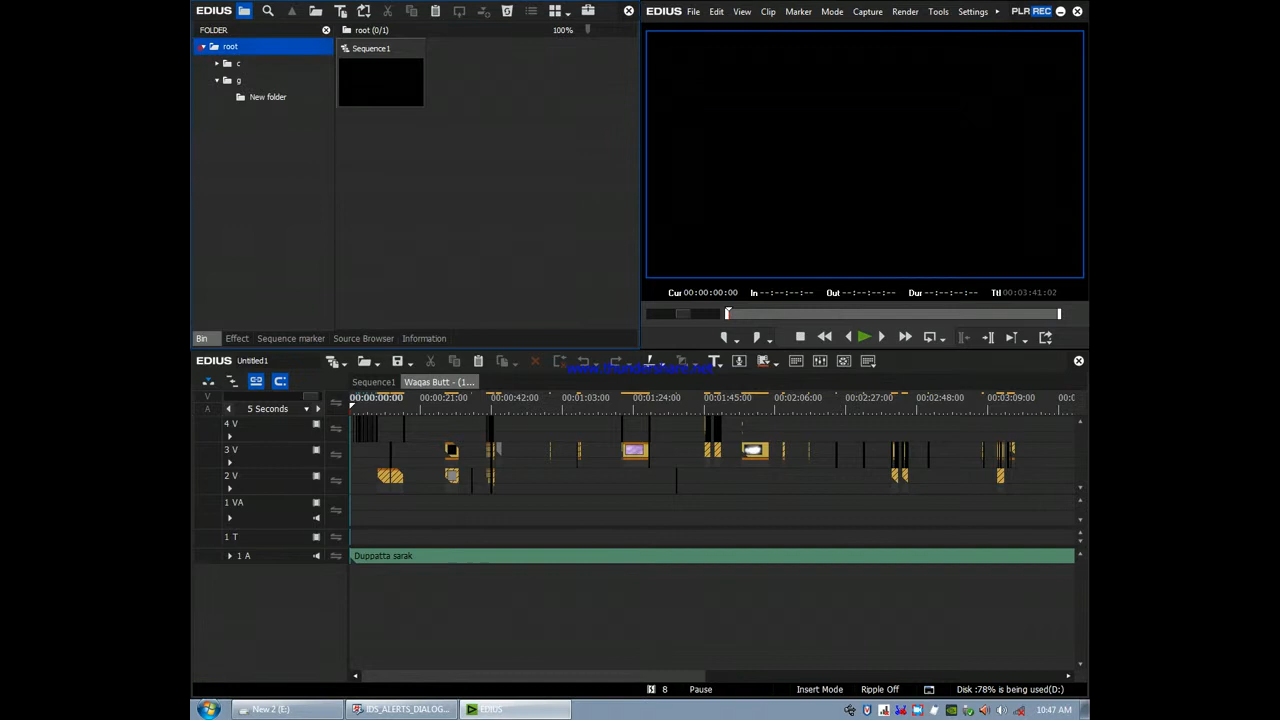 EDIUS
FOLDER
root (0/1) 100%
root
Sequence1
c
g
New folder
Bin Effect Sequence marker Source Browser Information
EDIUS File Edit View Clip Marker Mode Capture Render Tools Settings PLR REC
Cur 00:00:00:00 In --:--:--:-- Out --:--:--:-- Dur --:--:--:-- Ttl 00:03:41:02
EDIUS Untitled1
Sequence1 Waqas Butt - (1...
V
A
5 Seconds
00:00:00:00 00:00:21:00 00:00:42:00 00:01:03:00 00:01:24:00 00:01:45:00 00:02:06:00 00:02:27:00 00:02:48:00 00:03:09:00
4 V
3 V
2 V
1 VA
1 T
1 A
Duppatta sarak
8 Pause Insert Mode Ripple Off Disk :78% is being used(D:)
New 2 (E:) IDS_ALERTS_DIALOG... EDIUS 10:47 AM